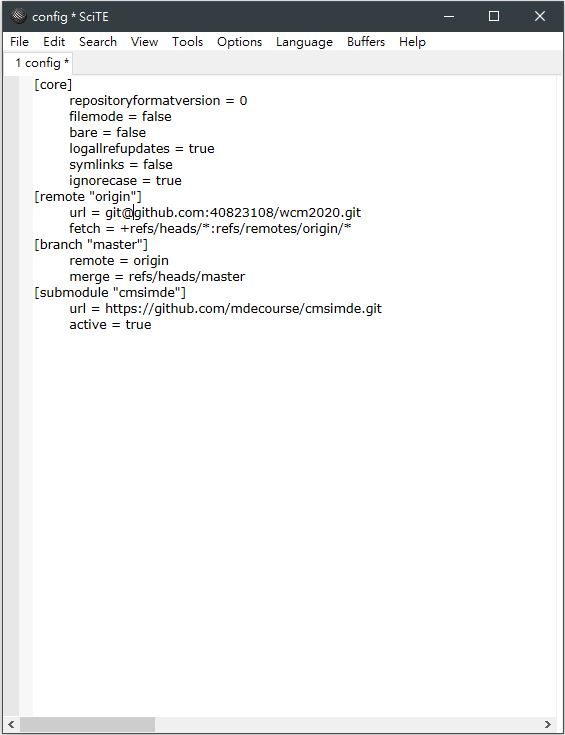 config * SciTE
File Edit Search View Tools Options Language Buffers Help
1 config *
[core]
repositoryformatversion = 0
filemode = false
bare = false
logallrefupdates = true
symlinks = false
ignorecase = true
[remote "origin"]
url = git@github.com:40823108/wcm2020.git
fetch = +refs/heads/*:refs/remotes/origin/*
[branch "master"]
remote = origin
merge = refs/heads/master
[submodule "cmsimde"]
url = https://github.com/mdecourse/cmsimde.git
active = true